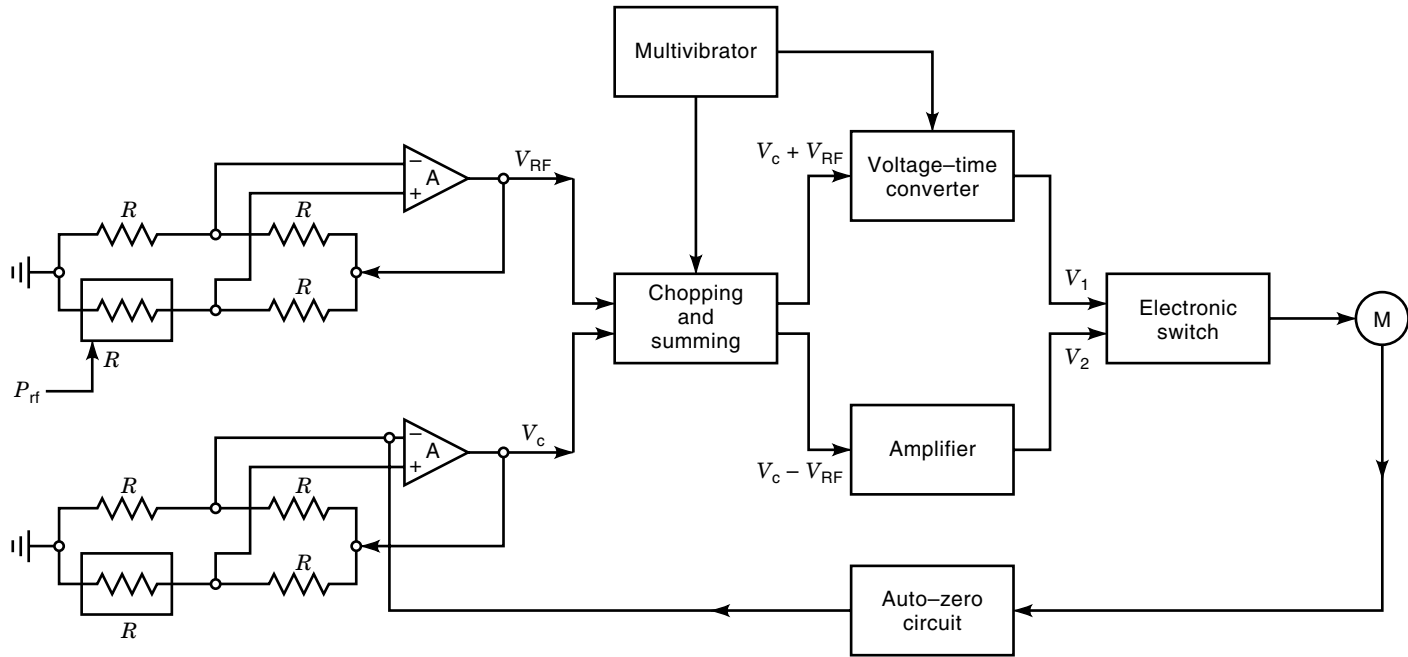 Multivibrator
V_RF
V_c + V_RF
Voltage–time
converter
−
A
+
R
R
R
R
P_rf
Chopping
and
summing
V_1
V_2
Electronic
switch
M
V_c
−
A
+
V_c − V_RF
Amplifier
R
R
R
R
Auto–zero
circuit